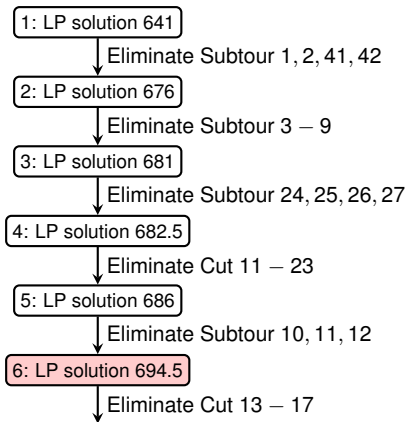 1: LP solution 641
Eliminate Subtour 1, 2, 41, 42
2: LP solution 676
Eliminate Subtour 3 − 9
3: LP solution 681
Eliminate Subtour 24, 25, 26, 27
4: LP solution 682.5
Eliminate Cut 11 − 23
5: LP solution 686
Eliminate Subtour 10, 11, 12
6: LP solution 694.5
Eliminate Cut 13 − 17